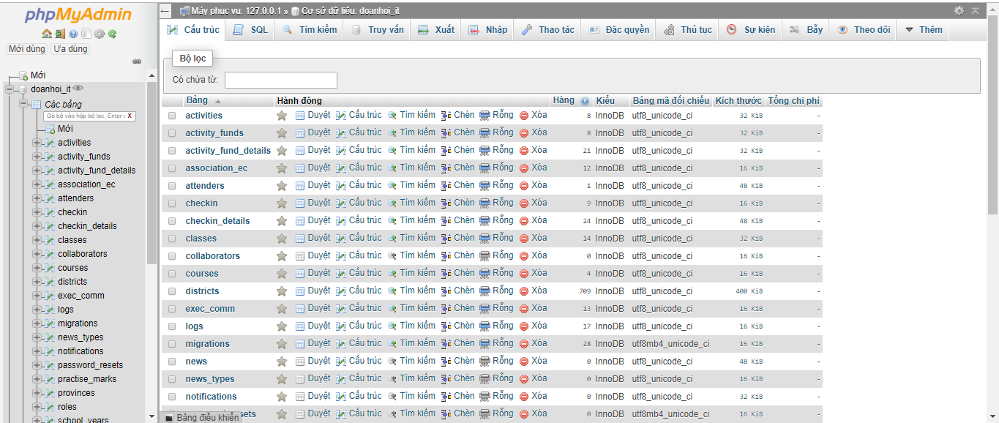 phpMyAdmin
Mới dùng Ưa dùng
Mới
doanhoi_it
Các bảng
Gõ bỏ vào hộp bộ lọc, Enter c X
Mới
activities
activity_funds
activity_fund_details
association_ec
attenders
checkin
checkin_details
classes
collaborators
courses
districts
exec_comm
logs
migrations
news_types
notifications
password_resets
practise_marks
provinces
roles
school_years
Máy phục vụ: 127.0.0.1 » Cơ sở dữ liệu: doanhoi_it
Cấu trúc SQL Tìm kiếm Truy vấn Xuất Nhập Thao tác Đặc quyền Thủ tục Sự kiện Bẫy Theo dõi Thêm
Bộ lọc
Có chứa từ:
Bảng Hành động Hàng Kiểu Bảng mã đối chiếu Kích thước Tổng chi phí
activities Duyệt Cấu trúc Tìm kiếm Chèn Rỗng Xóa 8 InnoDB utf8_unicode_ci 32 KiB -
activity_funds Duyệt Cấu trúc Tìm kiếm Chèn Rỗng Xóa 8 InnoDB utf8_unicode_ci 32 KiB -
activity_fund_details Duyệt Cấu trúc Tìm kiếm Chèn Rỗng Xóa 21 InnoDB utf8_unicode_ci 32 KiB -
association_ec Duyệt Cấu trúc Tìm kiếm Chèn Rỗng Xóa 12 InnoDB utf8_unicode_ci 16 KiB -
attenders Duyệt Cấu trúc Tìm kiếm Chèn Rỗng Xóa 1 InnoDB utf8_unicode_ci 48 KiB -
checkin Duyệt Cấu trúc Tìm kiếm Chèn Rỗng Xóa 9 InnoDB utf8_unicode_ci 16 KiB -
checkin_details Duyệt Cấu trúc Tìm kiếm Chèn Rỗng Xóa 24 InnoDB utf8_unicode_ci 48 KiB -
classes Duyệt Cấu trúc Tìm kiếm Chèn Rỗng Xóa 14 InnoDB utf8_unicode_ci 32 KiB -
collaborators Duyệt Cấu trúc Tìm kiếm Chèn Rỗng Xóa 0 InnoDB utf8_unicode_ci 16 KiB -
courses Duyệt Cấu trúc Tìm kiếm Chèn Rỗng Xóa 4 InnoDB utf8_unicode_ci 16 KiB -
districts Duyệt Cấu trúc Tìm kiếm Chèn Rỗng Xóa 709 InnoDB utf8_unicode_ci 400 KiB -
exec_comm Duyệt Cấu trúc Tìm kiếm Chèn Rỗng Xóa 13 InnoDB utf8_unicode_ci 16 KiB -
logs Duyệt Cấu trúc Tìm kiếm Chèn Rỗng Xóa 17 InnoDB utf8_unicode_ci 16 KiB -
migrations Duyệt Cấu trúc Tìm kiếm Chèn Rỗng Xóa 28 InnoDB utf8mb4_unicode_ci 16 KiB -
news Duyệt Cấu trúc Tìm kiếm Chèn Rỗng Xóa 0 InnoDB utf8_unicode_ci 48 KiB -
news_types Duyệt Cấu trúc Tìm kiếm Chèn Rỗng Xóa 0 InnoDB utf8_unicode_ci 16 KiB -
notifications Duyệt Cấu trúc Tìm kiếm Chèn Rỗng Xóa 0 InnoDB utf8_unicode_ci 32 KiB -
sets Duyệt Cấu trúc Tìm kiếm Chèn Rỗng Xóa 0 InnoDB utf8mb4_unicode_ci 16 KiB -
Bảng điều khiển